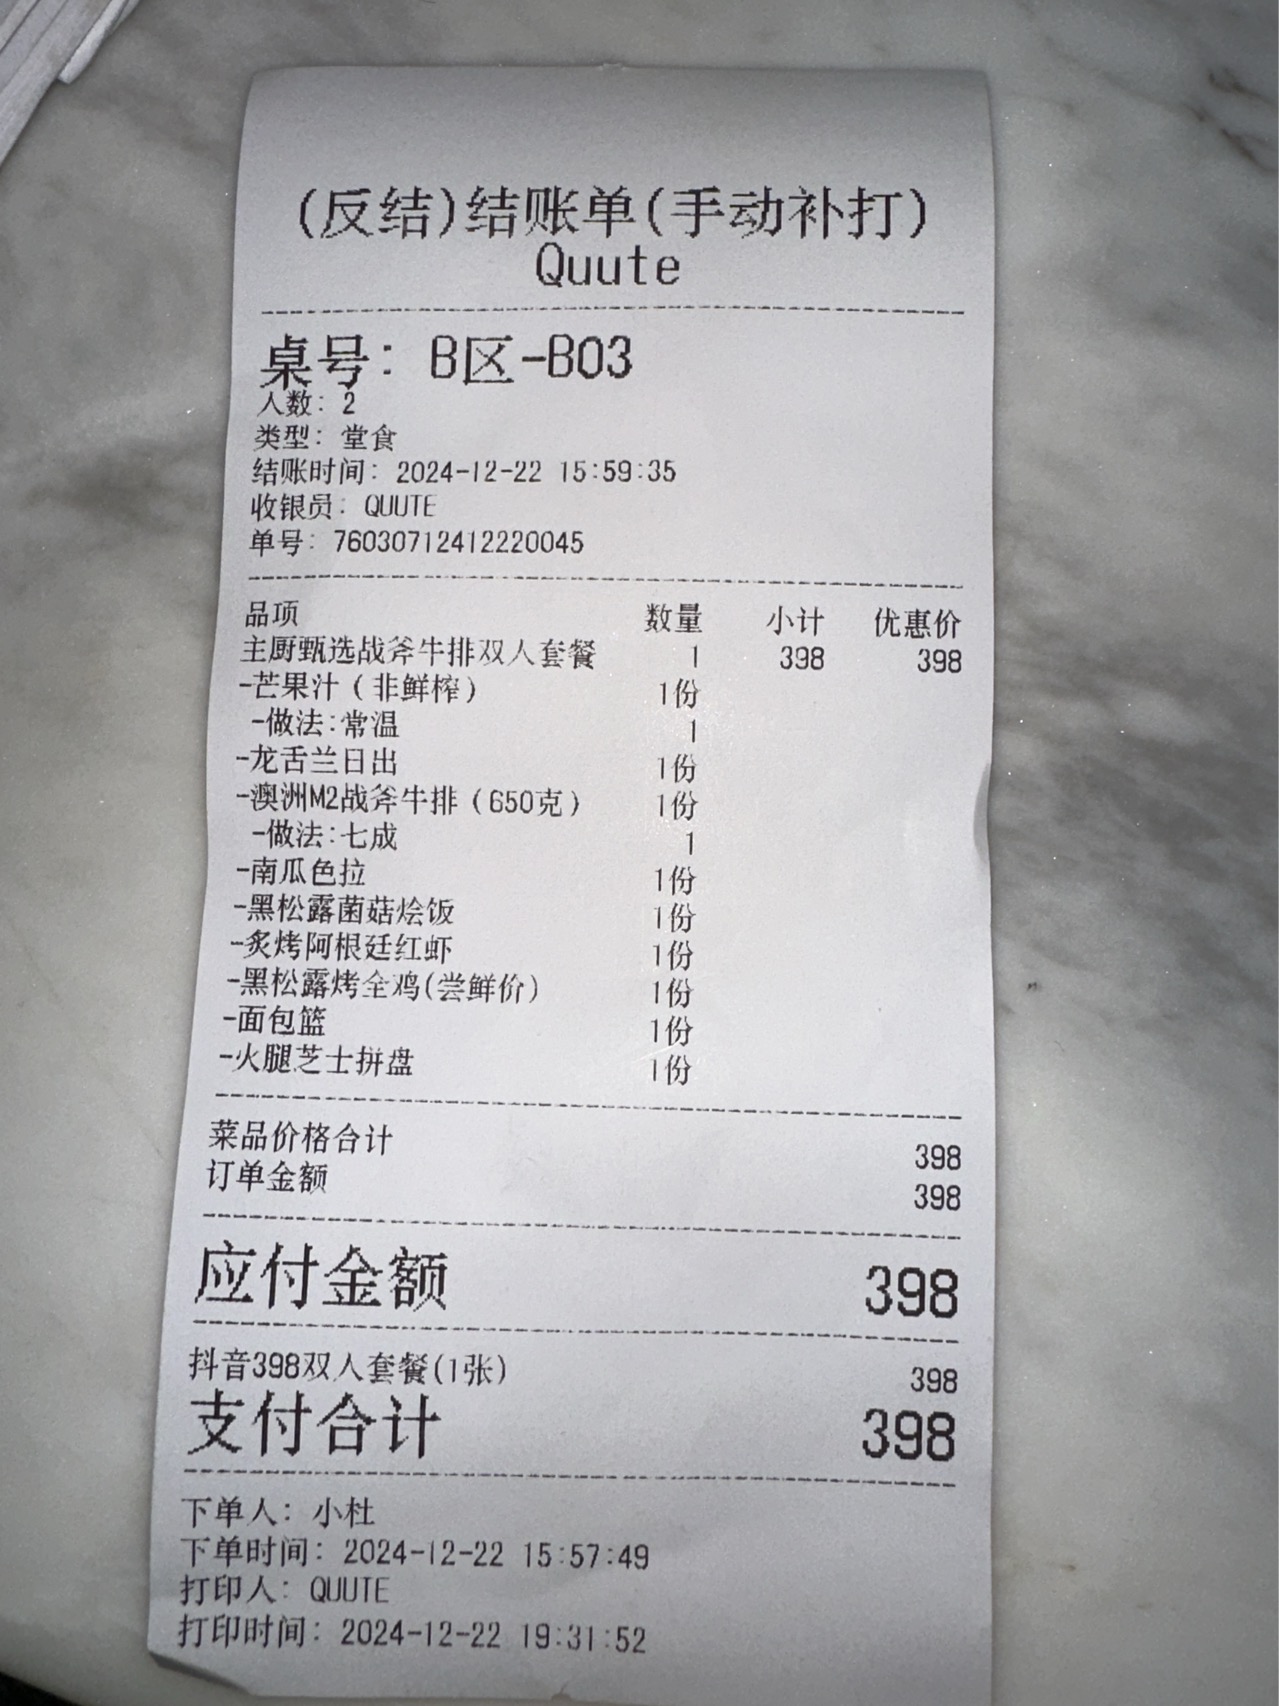 (反结)结账单(手动补打)
Quute
桌号: B区-B03
人数: 2
类型: 堂食
结账时间: 2024-12-22 15:59:35
收银员: QUUTE
单号: 76030712412220045
品项 数量 小计 优惠价
主厨甄选战斧牛排双人套餐 1 398 398
-芒果汁(非鲜榨) 1份
-做法:常温 1
-龙舌兰日出 1份
-澳洲M2战斧牛排(650克) 1份
-做法:七成 1
-南瓜色拉 1份
-黑松露菌菇烩饭 1份
-炙烤阿根廷红虾 1份
-黑松露烤全鸡(尝鲜价) 1份
-面包篮 1份
-火腿芝士拼盘 1份
菜品价格合计 398
订单金额 398
应付金额 398
抖音398双人套餐(1张) 398
支付合计 398
下单人: 小杜
下单时间: 2024-12-22 15:57:49
打印人: QUUTE
打印时间: 2024-12-22 19:31:52